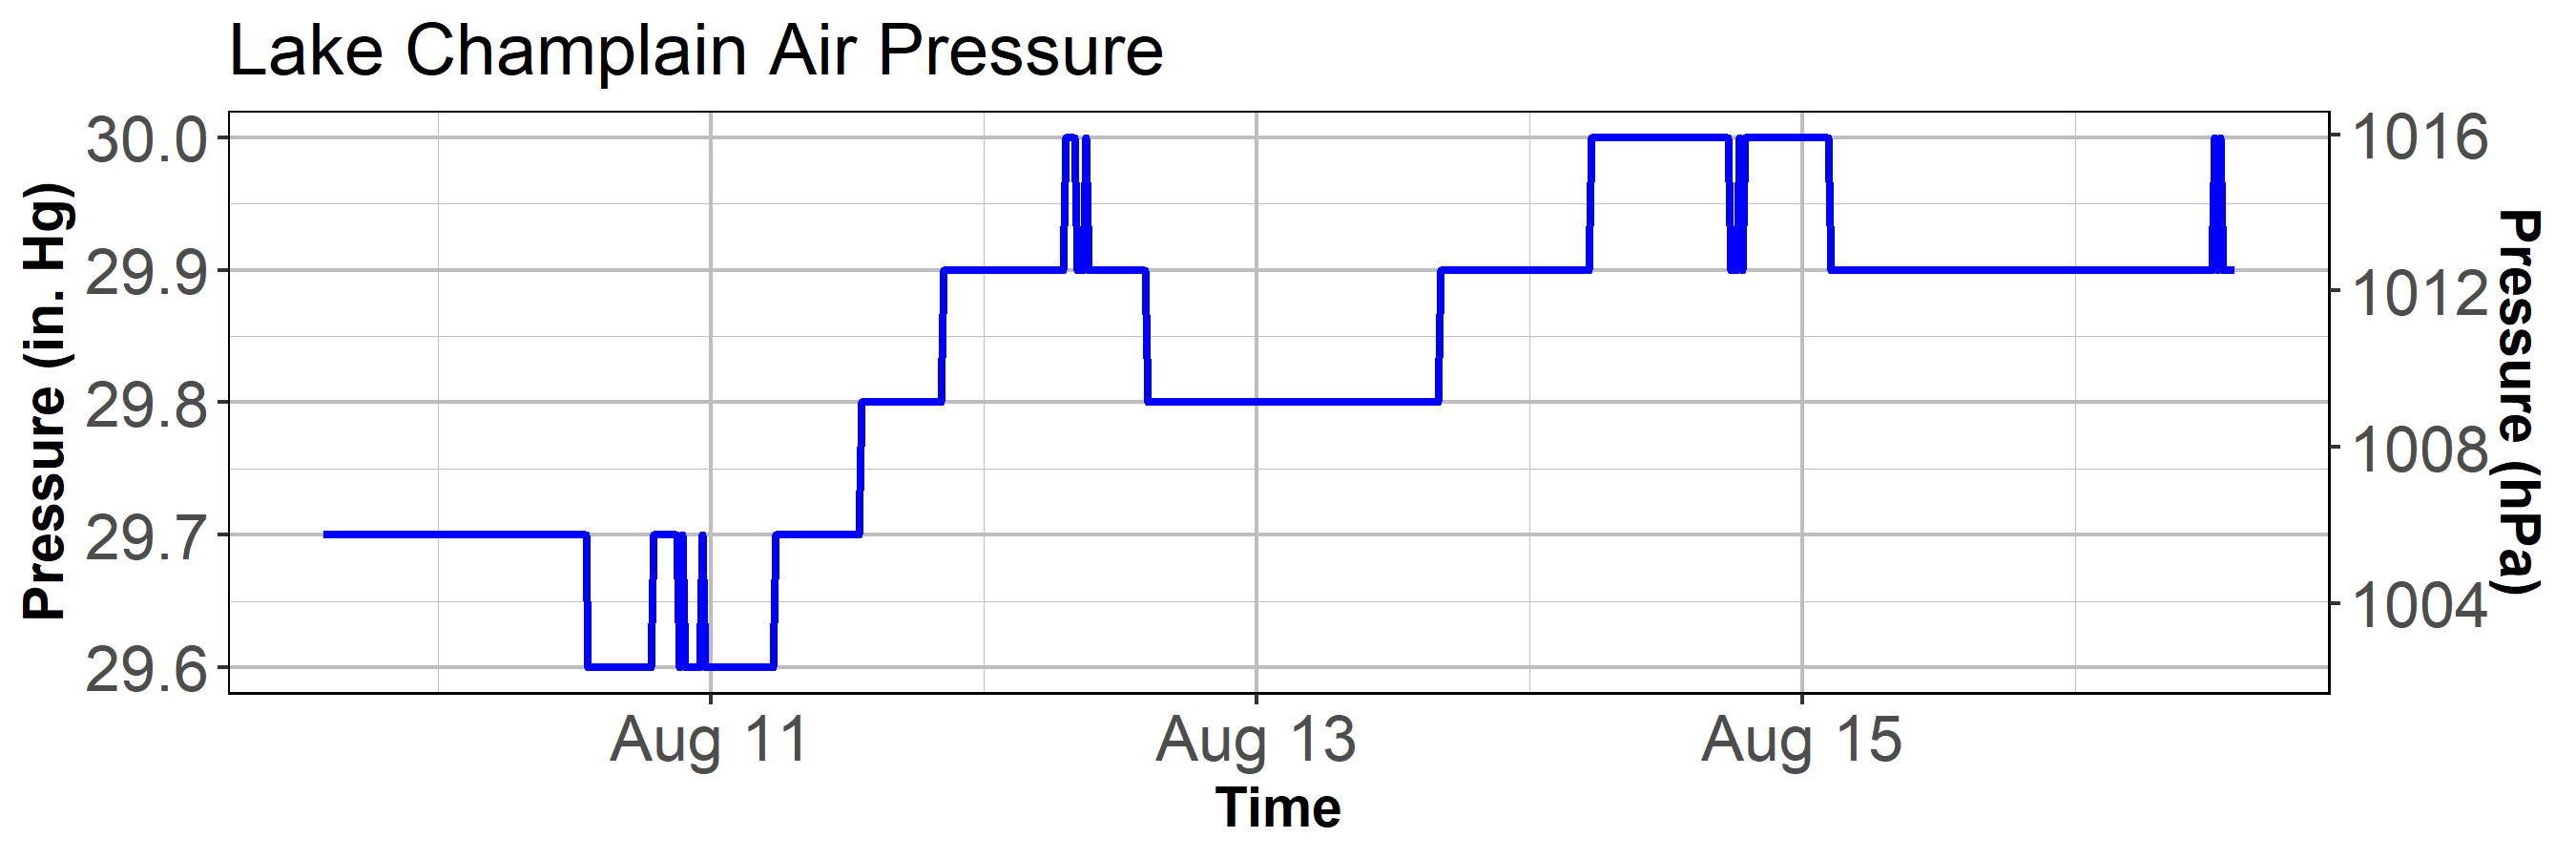 Lake Champlain Air Pressure
Pressure (in. Hg)
30.0
29.9
29.8
29.7
29.6
1016
1012
1008
1004
Pressure (hPa)
Aug 11
Aug 13
Aug 15
Time